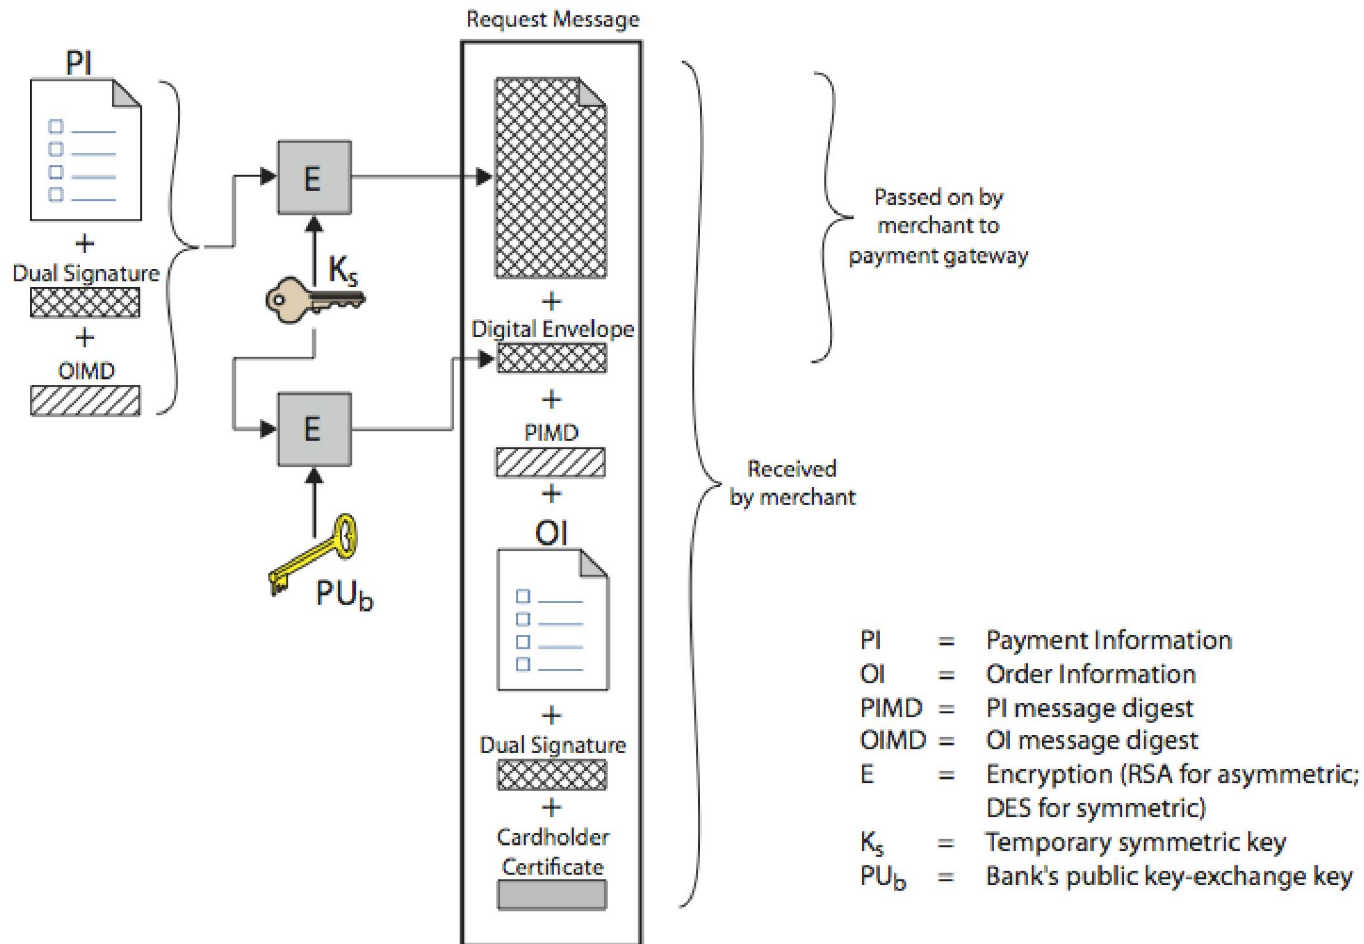 Request Message
PI
+
Dual Signature
+
OIMD
E
Ks
E
PUb
+
Digital Envelope
+
PIMD
+
OI
+
Dual Signature
+
Cardholder
Certificate
Passed on by
merchant to
payment gateway
Received
by merchant
PI = Payment Information
OI = Order Information
PIMD = PI message digest
OIMD = OI message digest
E = Encryption (RSA for asymmetric;
DES for symmetric)
Ks = Temporary symmetric key
PUb = Bank's public key-exchange key